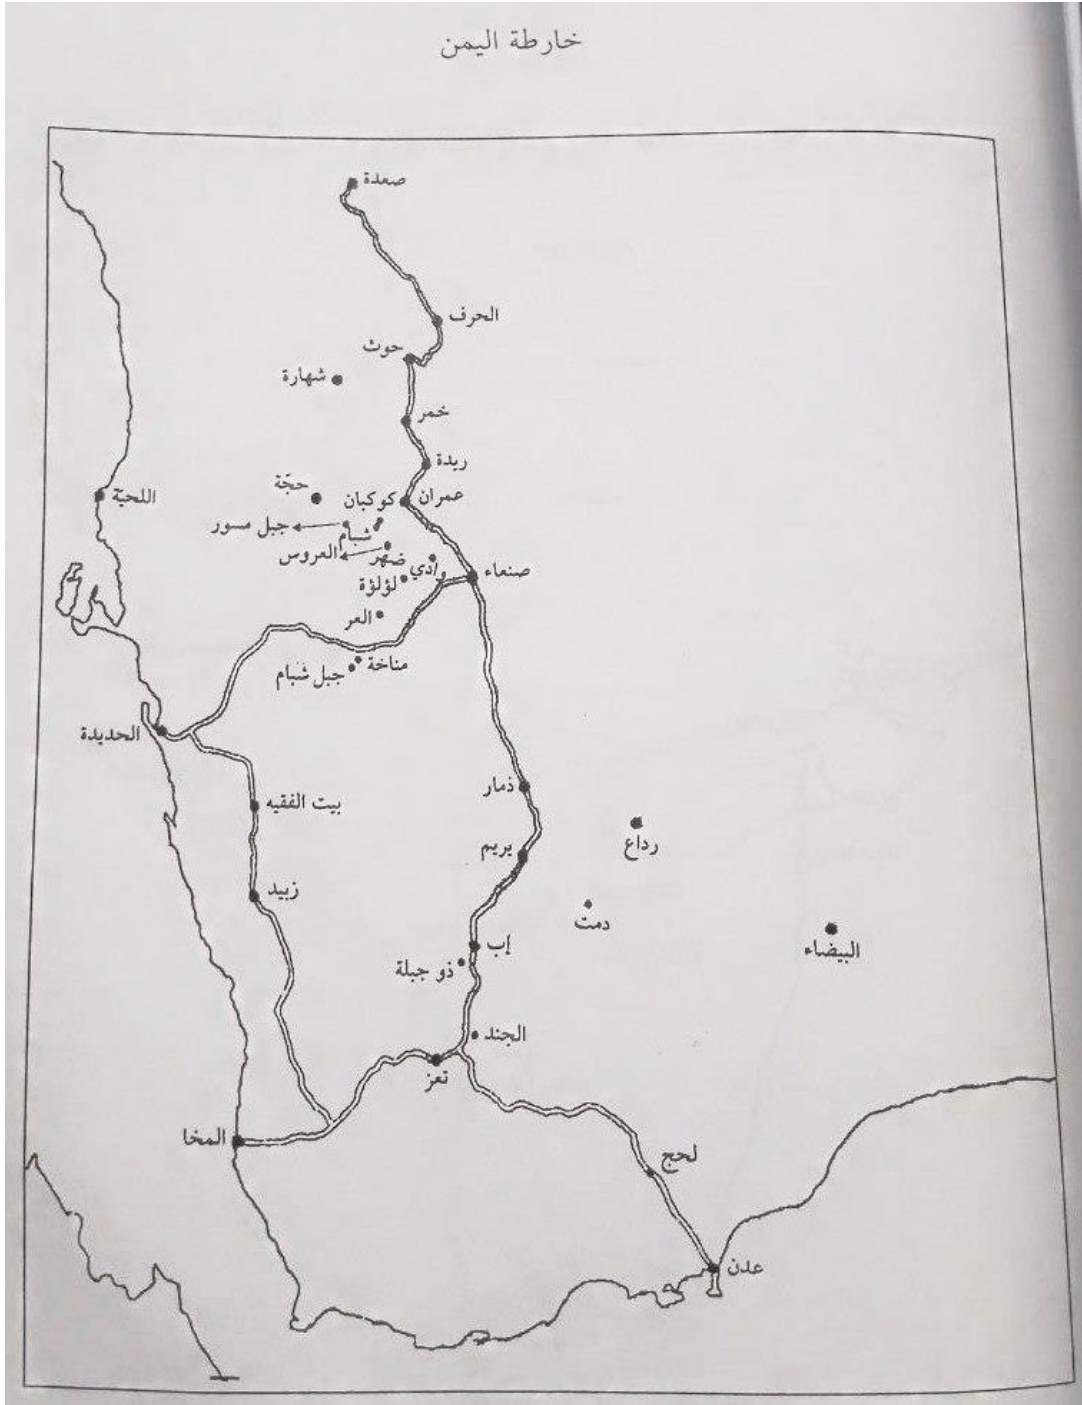 خارطة اليمن
صعدة
الحرف
حوث
شهارة
خمر
ريدة
حجّة
كوكبان
عمران
اللحيّة
جبل مسور
شبام
العروس
ضهر
وادي
صنعاء
لؤلؤة
العر
مناخة
جبل شبام
الحديدة
ذمار
بيت الفقيه
رداع
يريم
زبيد
دمت
إب
البيضاء
ذو جبلة
الجند
تعز
المخا
لحج
عدن